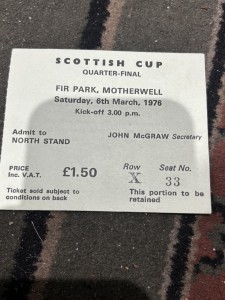 SCOTTISH CUP
QUARTER-FINAL
FIR PARK, MOTHERWELL
Saturday, 6th March, 1976
Kick-off 3.00 p.m.
Admit to
NORTH STAND
JOHN McGRAW Secretary
PRICE
Inc. V.A.T. £1.50
Row Seat No.
X 33
Ticket sold subject to
conditions on back
This portion to be
retained